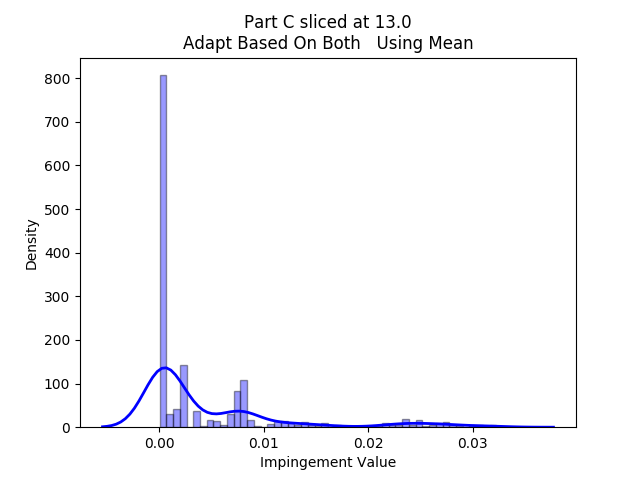 Part C sliced at 13.0
Adapt Based On Both   Using Mean
800
700
600
500
400
300
200
100
0
Density
0.00 0.01 0.02 0.03
Impingement Value